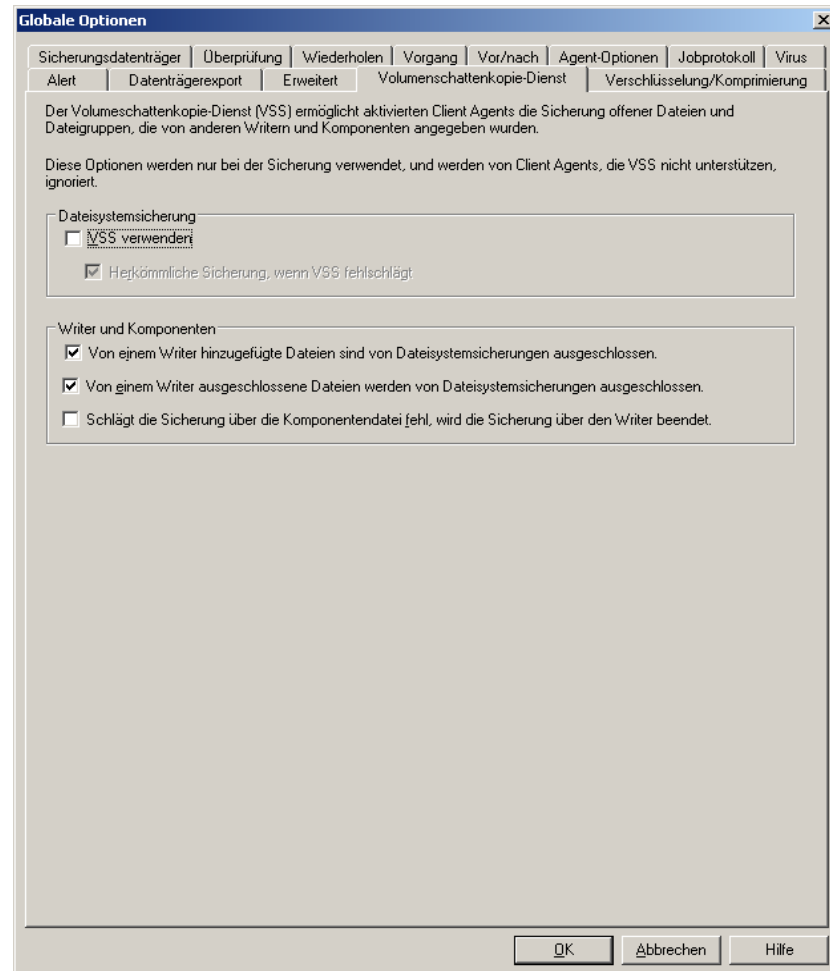 Globale Optionen
Sicherungsdatenträger Überprüfung Wiederholen Vorgang Vor/nach Agent-Optionen Jobprotokoll Virus
Alert Datenträgerexport Erweitert Volumenschattenkopie-Dienst Verschlüsselung/Komprimierung
Der Volumeschattenkopie-Dienst (VSS) ermöglicht aktivierten Client Agents die Sicherung offener Dateien und
Dateigruppen, die von anderen Writern und Komponenten angegeben wurden.
Diese Optionen werden nur bei der Sicherung verwendet, und werden von Client Agents, die VSS nicht unterstützen,
ignoriert.
Dateisystemsicherung
VSS verwenden
Herkömmliche Sicherung, wenn VSS fehlschlägt
Writer und Komponenten
Von einem Writer hinzugefügte Dateien sind von Dateisystemsicherungen ausgeschlossen.
Von einem Writer ausgeschlossene Dateien werden von Dateisystemsicherungen ausgeschlossen.
Schlägt die Sicherung über die Komponentendatei fehl, wird die Sicherung über den Writer beendet.
OK Abbrechen Hilfe